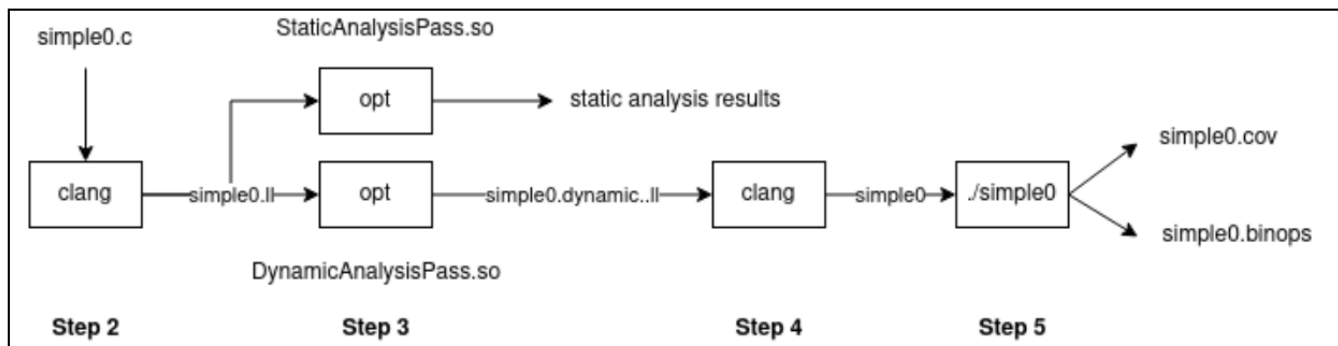 simple0.c
StaticAnalysisPass.so
opt
static analysis results
clang
simple0.ll
opt
simple0.dynamic..ll
clang
simple0
./simple0
simple0.cov
simple0.binops
DynamicAnalysisPass.so
Step 2
Step 3
Step 4
Step 5